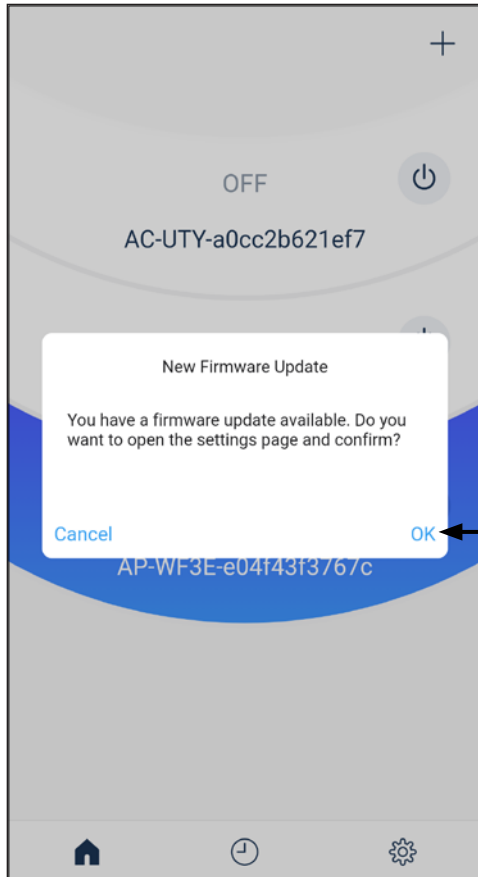 OFF
AC-UTY-a0cc2b621ef7
New Firmware Update
You have a firmware update available. Do you
want to open the settings page and confirm?
Cancel
OK
AP-WF3E-e04f43f3767c